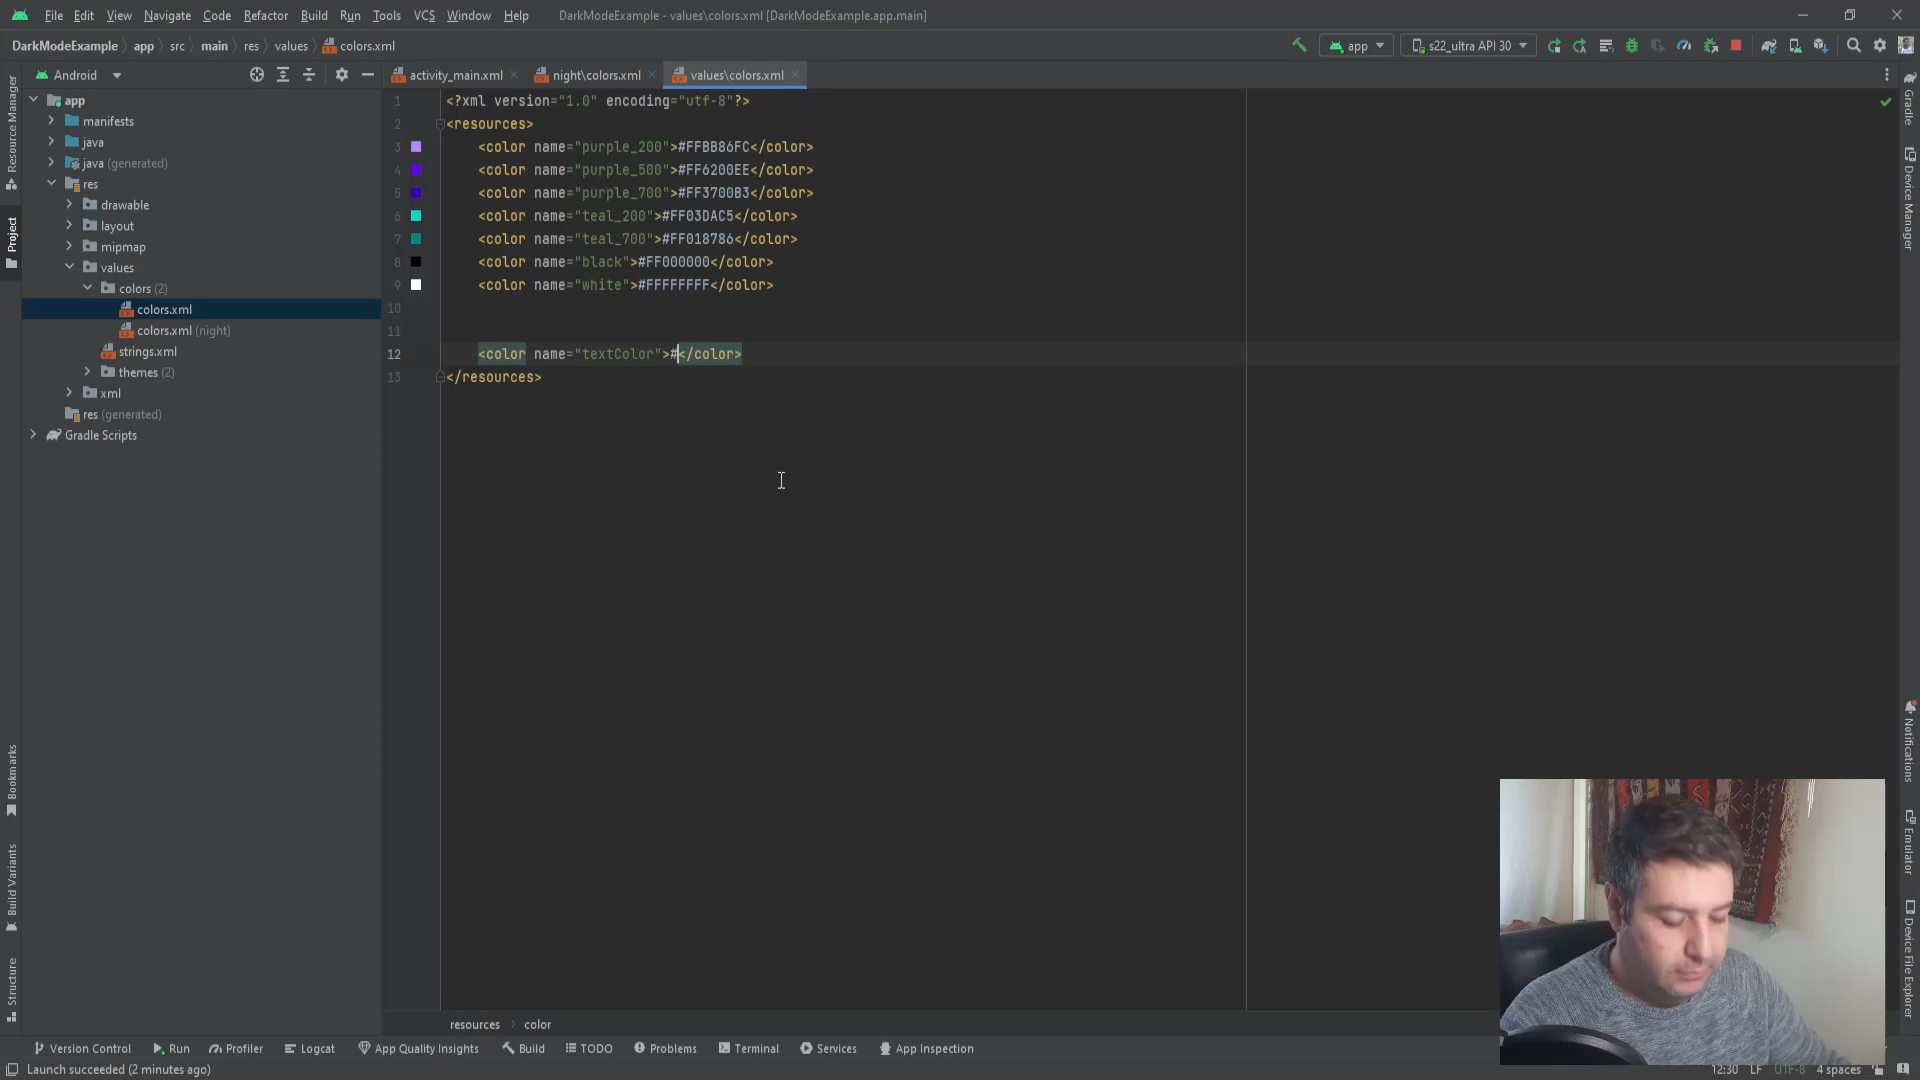 File Edit View Navigate Code Refactor Build Run Tools VCS Window Help DarkModeExample - values\colors.xml [DarkModeExample.app.main]
DarkModeExample app src main res values colors.xml
app s22_ultra API 30
Android
activity_main.xml night\colors.xml values\colors.xml
app
manifests
java
java (generated)
res
drawable
layout
mipmap
values
colors (2)
colors.xml
colors.xml (night)
strings.xml
themes (2)
xml
res (generated)
Gradle Scripts
1 <?xml version="1.0" encoding="utf-8"?>
2 <resources>
3 <color name="purple_200">#FFBB86FC</color>
4 <color name="purple_500">#FF6200EE</color>
5 <color name="purple_700">#FF3700B3</color>
6 <color name="teal_200">#FF03DAC5</color>
7 <color name="teal_700">#FF018786</color>
8 <color name="black">#FF000000</color>
9 <color name="white">#FFFFFFFF</color>
10
11
12 <color name="textColor">#</color>
13 </resources>
Resource Manager
Project
Bookmarks
Build Variants
Structure
Gradle
Device Manager
Notifications
Emulator
Device File Explorer
resources color
Version Control Run Profiler Logcat App Quality Insights Build TODO Problems Terminal Services App Inspection
Launch succeeded (2 minutes ago)
12:30 LF UTF-8 4 spaces